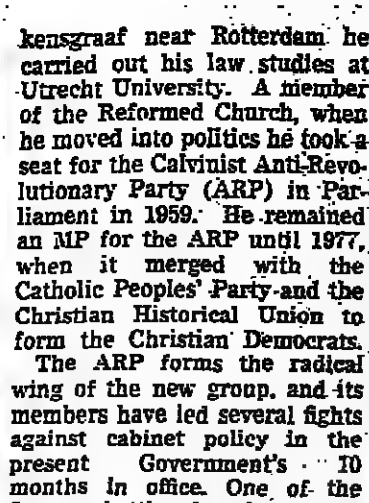 kensgraaf near Rotterdam he
carried out his law studies at
Utrecht University. A member
of the Reformed Church, when
he moved into politics he took a
seat for the Calvinist Anti-Revo-
lutionary Party (ARP) in Par-
liament in 1959. He remained
an MP for the ARP until 1977,
when it merged with the
Catholic Peoples' Party and the
Christian Historical Union to
form the Christian Democrats.
The ARP forms the radical
wing of the new group, and its
members have led several fights
against cabinet policy in the
present Government's 10
months in office. One of the